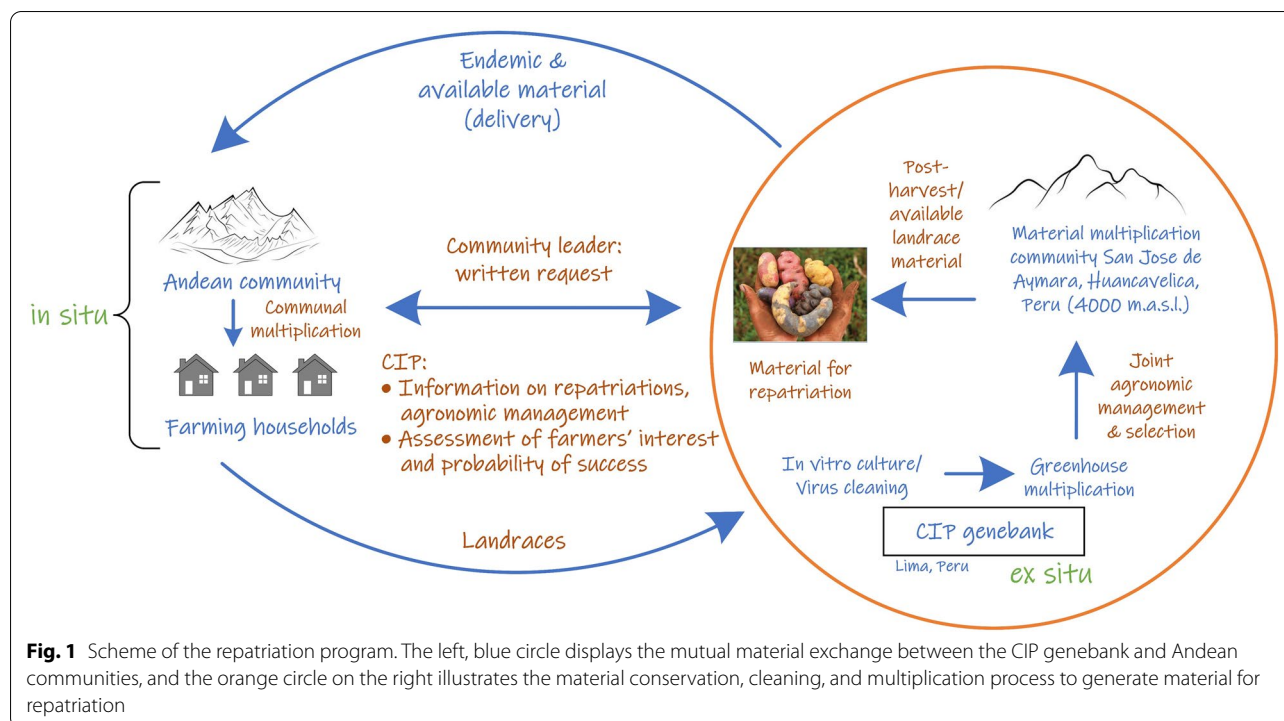 Endemic &
available material
(delivery)
in situ
Andean community
Communal
multiplication
Farming households
Community leader:
written request
CIP:
• Information on repatriations,
agronomic management
• Assessment of farmers' interest
and probability of success
Landraces
Post-
harvest/
available
landrace
material
Material multiplication
community San Jose de
Aymara, Huancavelica,
Peru (4000 m.a.s.l.)
Material for
repatriation
Joint
agronomic
management
& selection
In vitro culture/
Virus cleaning
Greenhouse
multiplication
CIP genebank
Lima, Peru
ex situ
Fig. 1 Scheme of the repatriation program. The left, blue circle displays the mutual material exchange between the CIP genebank and Andean
communities, and the orange circle on the right illustrates the material conservation, cleaning, and multiplication process to generate material for
repatriation